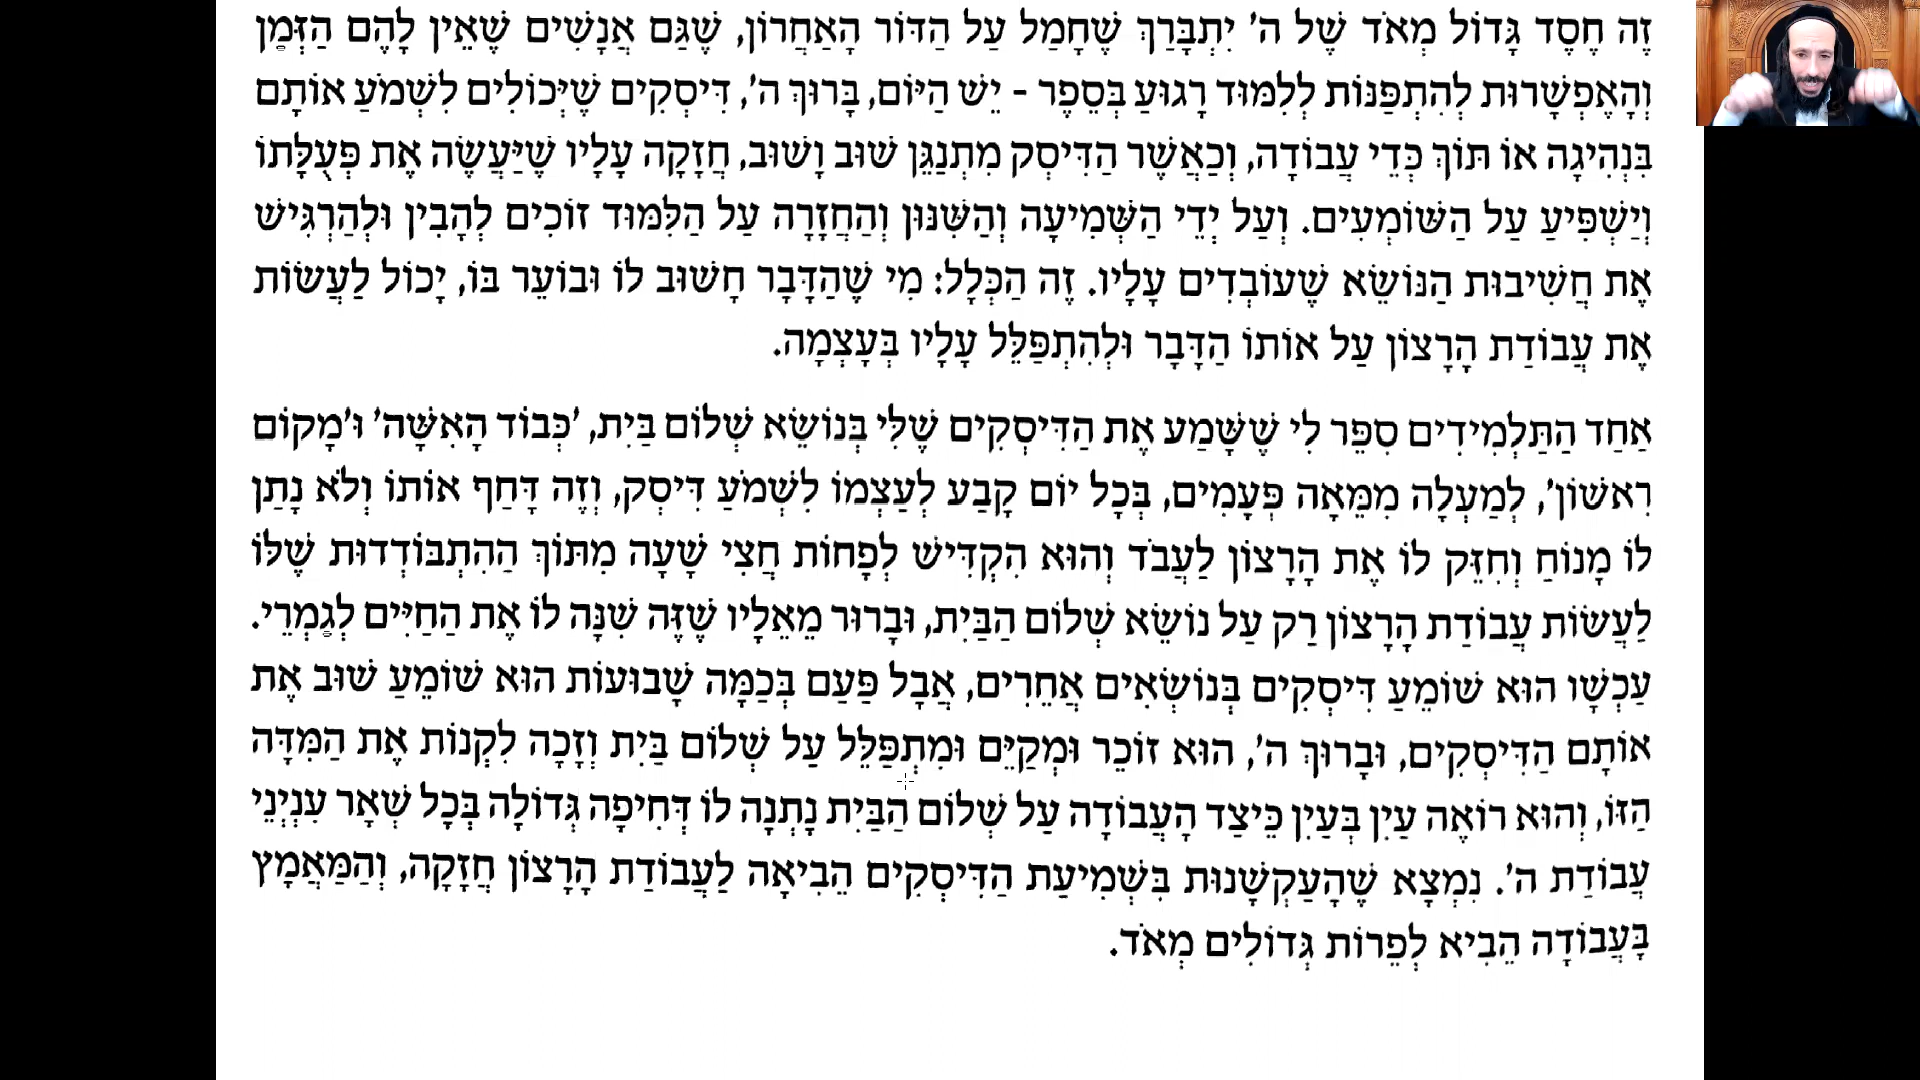 זֶה חֶסֶד גָּדוֹל מְאֹד שֶׁל ה' יִתְבָּרַךְ שֶׁחָמַל עַל הַדּוֹר הָאַחֲרוֹן, שֶׁגַּם אֲנָשִׁים שֶׁאֵין לָהֶם הַזְּמַן
וְהָאֶפְשָׁרוּת לְהִתְפַּנּוֹת לְלִמּוּד רָגוּעַ בְּסֵפֶר - יֵשׁ הַיּוֹם, בָּרוּךְ ה', דִּיסְקִים שֶׁיְּכוֹלִים לִשְׁמֹעַ אוֹתָם
בִּנְהִיגָה אוֹ תּוֹךְ כְּדֵי עֲבוֹדָה, וְכַאֲשֶׁר הַדִּיסְק מִתְנַגֵּן שׁוּב וָשׁוּב, חֲזָקָה עָלָיו שֶׁיַּעֲשֶׂה אֶת פְּעֻלָּתוֹ
וְיַשְׁפִּיעַ עַל הַשּׁוֹמְעִים. וְעַל יְדֵי הַשְּׁמִיעָה וְהַשִּׁנּוּן וְהַחֲזָרָה עַל הַלִּמּוּד זוֹכִים לְהָבִין וּלְהַרְגִּישׁ
אֶת חֲשִׁיבוּת הַנּוֹשֵׂא שֶׁעוֹבְדִים עָלָיו. זֶה הַכְּלָל: מִי שֶׁהַדָּבָר חָשׁוּב לוֹ וּבוֹעֵר בּוֹ, יָכוֹל לַעֲשׂוֹת
אֶת עֲבוֹדַת הָרָצוֹן עַל אוֹתוֹ הַדָּבָר וּלְהִתְפַּלֵּל עָלָיו בְּעָצְמָה.
אַחַד הַתַּלְמִידִים סִפֵּר לִי שֶׁשָּׁמַע אֶת הַדִּיסְקִים שֶׁלִּי בְּנוֹשֵׂא שְׁלוֹם בַּיִת, 'כְּבוֹד הָאִשָּׁה' וּ'מָקוֹם
רִאשׁוֹן', לְמַעְלָה מִמֵּאָה פְּעָמִים, בְּכָל יוֹם קָבַע לְעַצְמוֹ לִשְׁמֹעַ דִּיסְק, וְזֶה דָּחַף אוֹתוֹ וְלֹא נָתַן
לוֹ מָנוֹחַ וְחִזֵּק לוֹ אֶת הָרָצוֹן לַעֲבֹד וְהוּא הִקְדִּישׁ לְפָחוֹת חֲצִי שָׁעָה מִתּוֹךְ הַהִתְבּוֹדְדוּת שֶׁלּוֹ
לַעֲשׂוֹת עֲבוֹדַת הָרָצוֹן רַק עַל נוֹשֵׂא שְׁלוֹם הַבַּיִת, וּבָרוּר מֵאֵלָיו שֶׁזֶּה שִׁנָּה לוֹ אֶת הַחַיִּים לְגַמְרֵי.
עַכְשָׁו הוּא שׁוֹמֵעַ דִּיסְקִים בְּנוֹשְׂאִים אֲחֵרִים, אֲבָל פַּעַם בְּכַמָּה שָׁבוּעוֹת הוּא שׁוֹמֵעַ שׁוּב אֶת
אוֹתָם הַדִּיסְקִים, וּבָרוּךְ ה', הוּא זוֹכֵר וּמְקַיֵּם וּמִתְפַּלֵּל עַל שְׁלוֹם בַּיִת וְזָכָה לִקְנוֹת אֶת הַמִּדָּה
הַזּוֹ, וְהוּא רוֹאֶה עַיִן בְּעַיִן כֵּיצַד הָעֲבוֹדָה עַל שְׁלוֹם הַבַּיִת נָתְנָה לוֹ דְּחִיפָה גְּדוֹלָה בְּכָל שְׁאָר עִנְיְנֵי
עֲבוֹדַת ה'. נִמְצָא שֶׁהָעַקְשָׁנוּת בִּשְׁמִיעַת הַדִּיסְקִים הֵבִיאָה לַעֲבוֹדַת הָרָצוֹן חֲזָקָה, וְהַמַּאֲמָץ
בָּעֲבוֹדָה הֵבִיא לְפֵרוֹת גְּדוֹלִים מְאֹד.